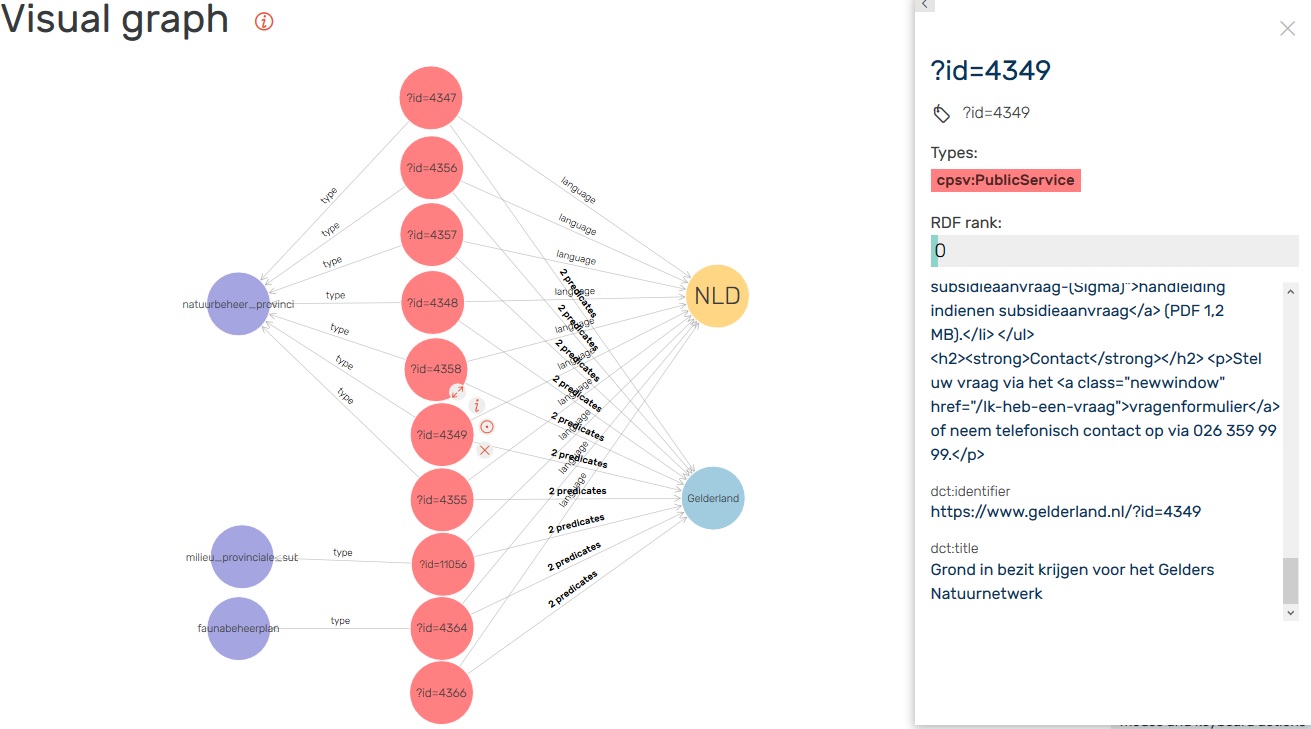 Visual graph
?id=4347
?id=4356
?id=4357
?id=4348
?id=4358
?id=4349
?id=4355
?id=11056
?id=4364
?id=4366
natuurbeheer_provinci
milieu_provinciale_sut
faunabeheerplan
NLD
Gelderland
type
type
type
type
type
type
type
type
type
language
language
language
language
language
language
language
language
language
language
2 predicates
2 predicates
2 predicates
2 predicates
2 predicates
2 predicates
2 predicates
2 predicates
2 predicates
2 predicates
?id=4349
?id=4349
Types:
cpsv:PublicService
RDF rank:
0
subsidieaanvraag-(Sigma)">handleiding
indienen subsidieaanvraag</a> (PDF 1,2
MB).</li> </ul>
<h2><strong>Contact</strong></h2> <p>Stel
uw vraag via het <a class="newwindow"
href="/Ik-heb-een-vraag">vragenformulier</a>
of neem telefonisch contact op via 026 359 99
99.</p>
dct:identifier
https://www.gelderland.nl/?id=4349
dct:title
Grond in bezit krijgen voor het Gelders
Natuurnetwerk